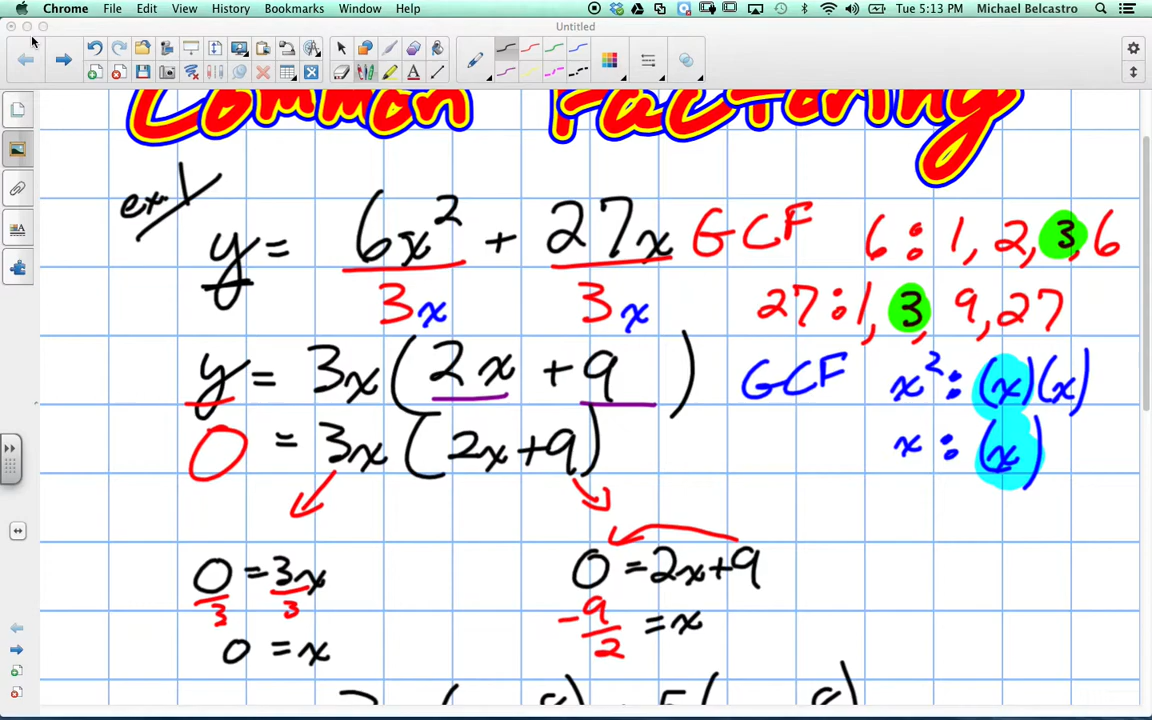 Chrome File Edit View History Bookmarks Window Help Tue 5:13 PM Michael Belcastro
Untitled
Common Factoring
ex. 1
y = 6x² + 27x GCF 6 : 1, 2, 3, 6
3x 3x 27 : 1, 3, 9, 27
y = 3x ( 2x + 9 ) GCF x² : (x)(x)
0 = 3x (2x+9) x : (x)
0 = 3x 0 = 2x+9
3 3 -9/2 = x
0 = x